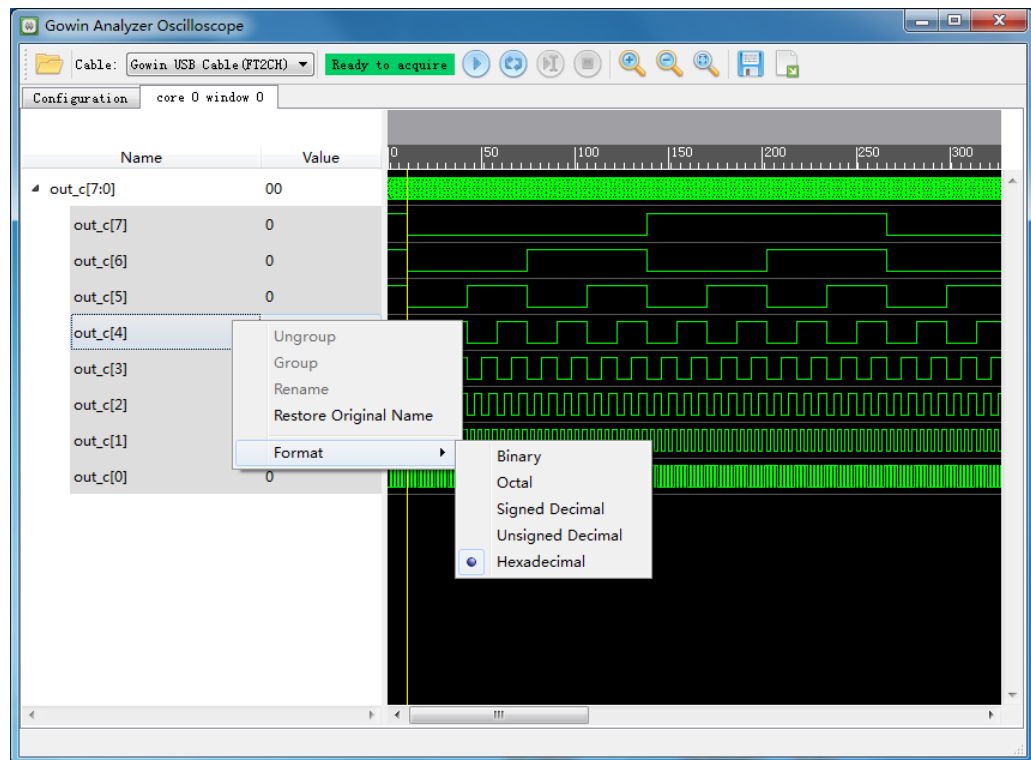 Gowin Analyzer Oscilloscope
Cable: Gowin USB Cable(FT2CH) Ready to acquire
Configuration core 0 window 0
Name Value 0 50 100 150 200 250 300
out_c[7:0] 00
out_c[7] 0
out_c[6] 0
out_c[5] 0
out_c[4]
out_c[3]
out_c[2]
out_c[1]
out_c[0] 0
Ungroup
Group
Rename
Restore Original Name
Format
Binary
Octal
Signed Decimal
Unsigned Decimal
Hexadecimal